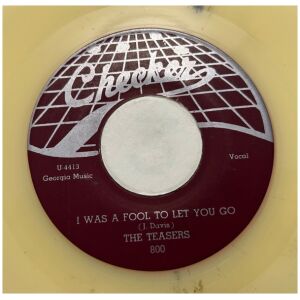 Checker
U-4413
Georgia Music
Vocal
I WAS A FOOL TO LET YOU GO
(J. Davis)
THE TEASERS
800